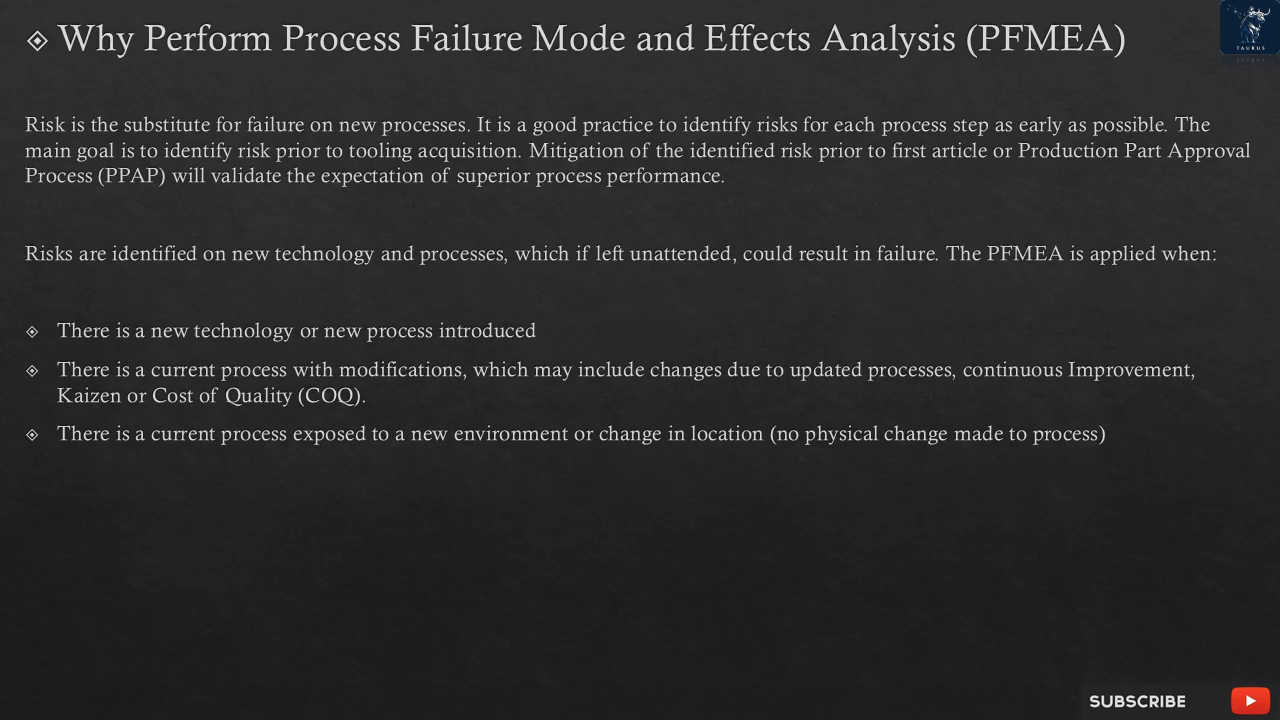 Why Perform Process Failure Mode and Effects Analysis (PFMEA)
TAURUS
Risk is the substitute for failure on new processes. It is a good practice to identify risks for each process step as early as possible. The
main goal is to identify risk prior to tooling acquisition. Mitigation of the identified risk prior to first article or Production Part Approval
Process (PPAP) will validate the expectation of superior process performance.
Risks are identified on new technology and processes, which if left unattended, could result in failure. The PFMEA is applied when:
There is a new technology or new process introduced
There is a current process with modifications, which may include changes due to updated processes, continuous Improvement,
Kaizen or Cost of Quality (COQ).
There is a current process exposed to a new environment or change in location (no physical change made to process)
SUBSCRIBE